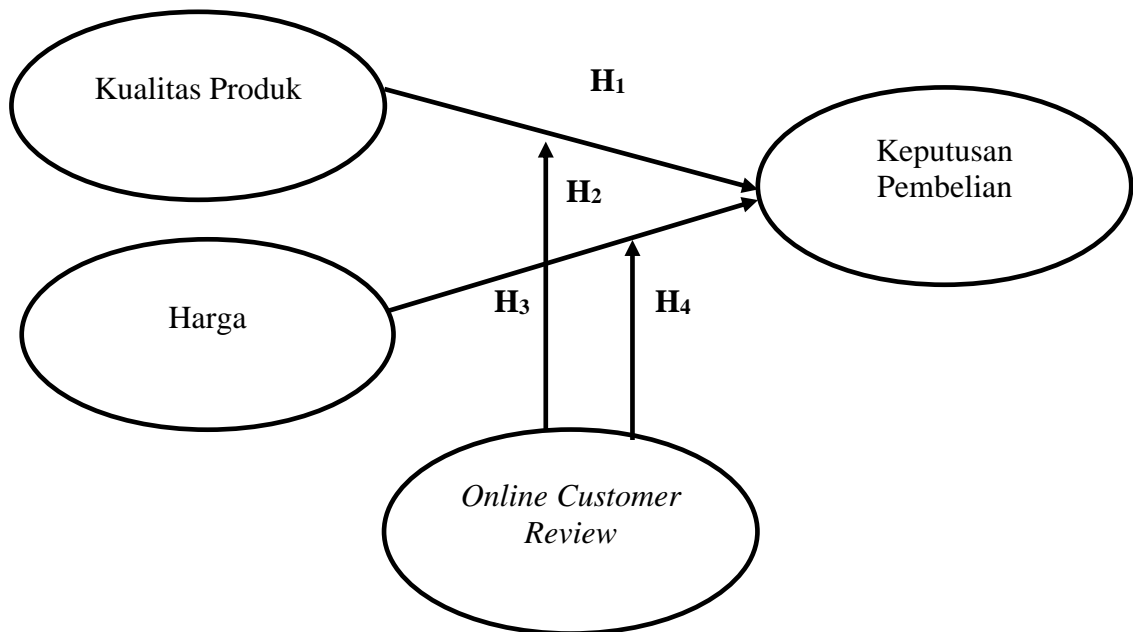 Kualitas Produk
H1
Keputusan
Pembelian
H2
Harga
H3
H4
Online Customer
Review